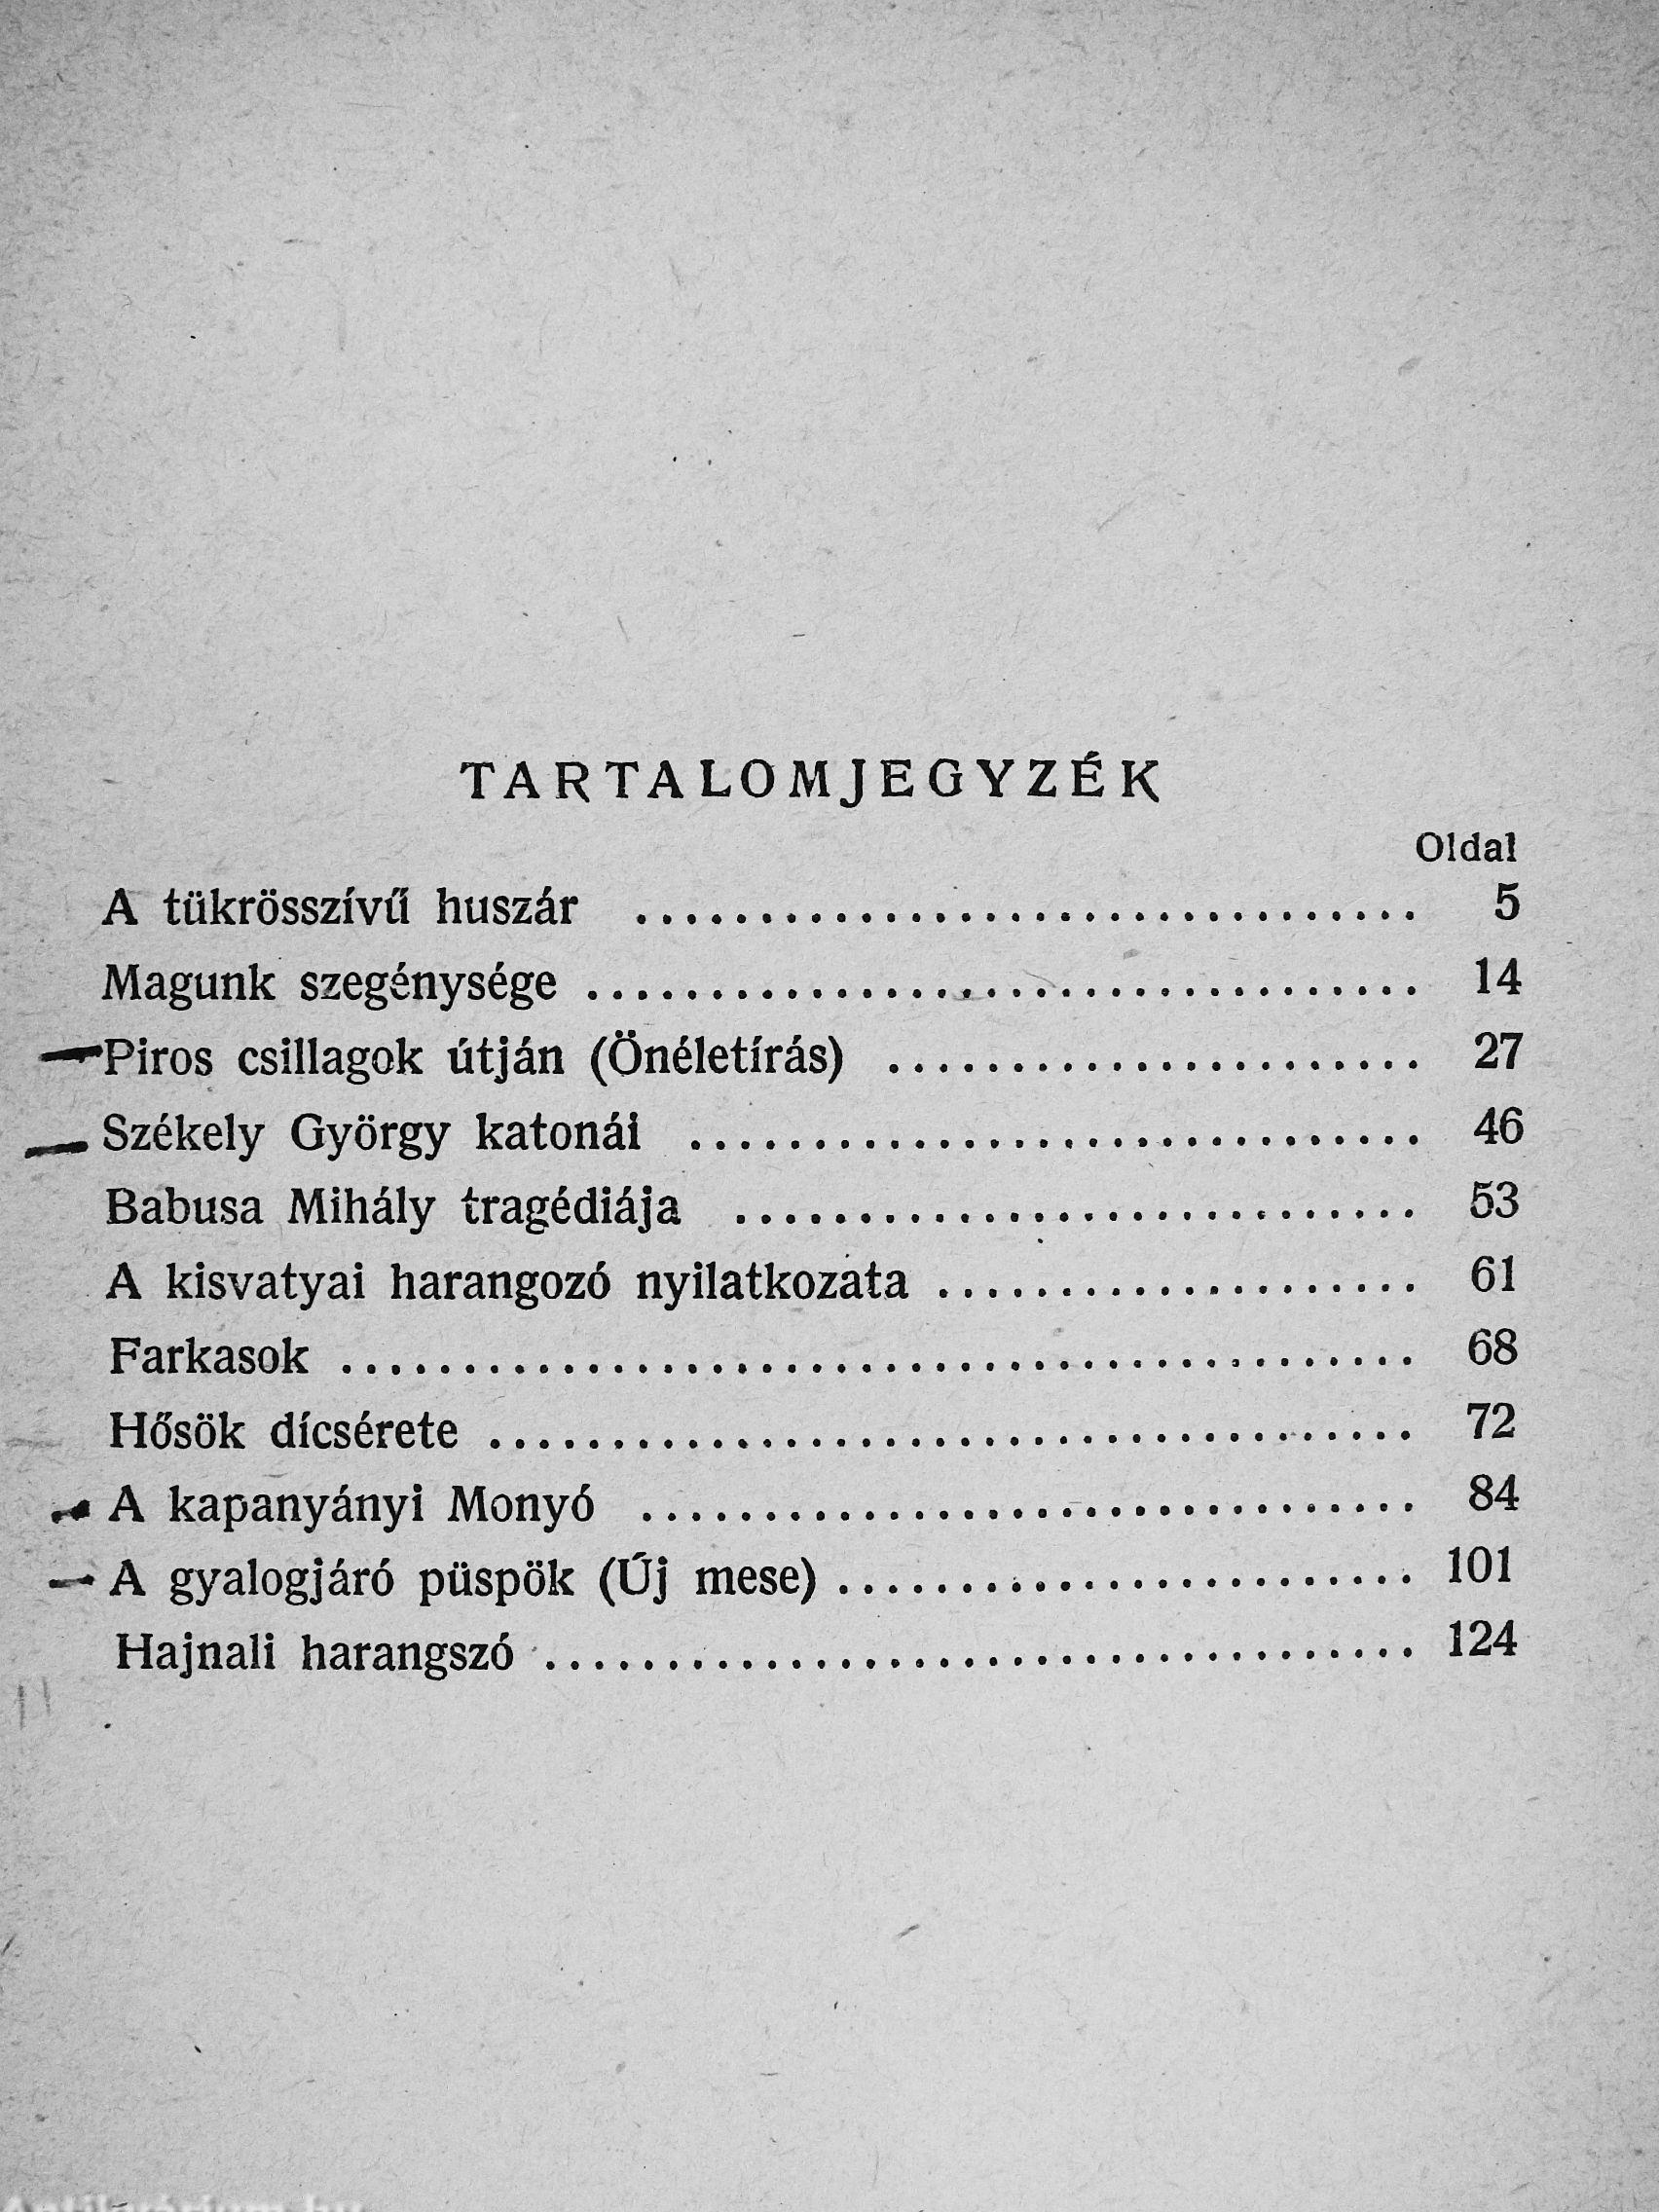 TARTALOMJEGYZÉK
Oldal
A tükrösszívű huszár ................................ 5
Magunk szegénysége .................................. 14
Piros csillagok útján (Önéletírás) ...................... 27
Székely György katonái .............................. 46
Babusa Mihály tragédiája ............................ 53
A kisvatyai harangozó nyilatkozata .................... 61
Farkasok ............................................ 68
Hősök dícsérete ...................................... 72
A kapanyányi Monyó ................................ 84
A gyalogjáró püspök (Új mese) ........................ 101
Hajnali harangszó .................................... 124